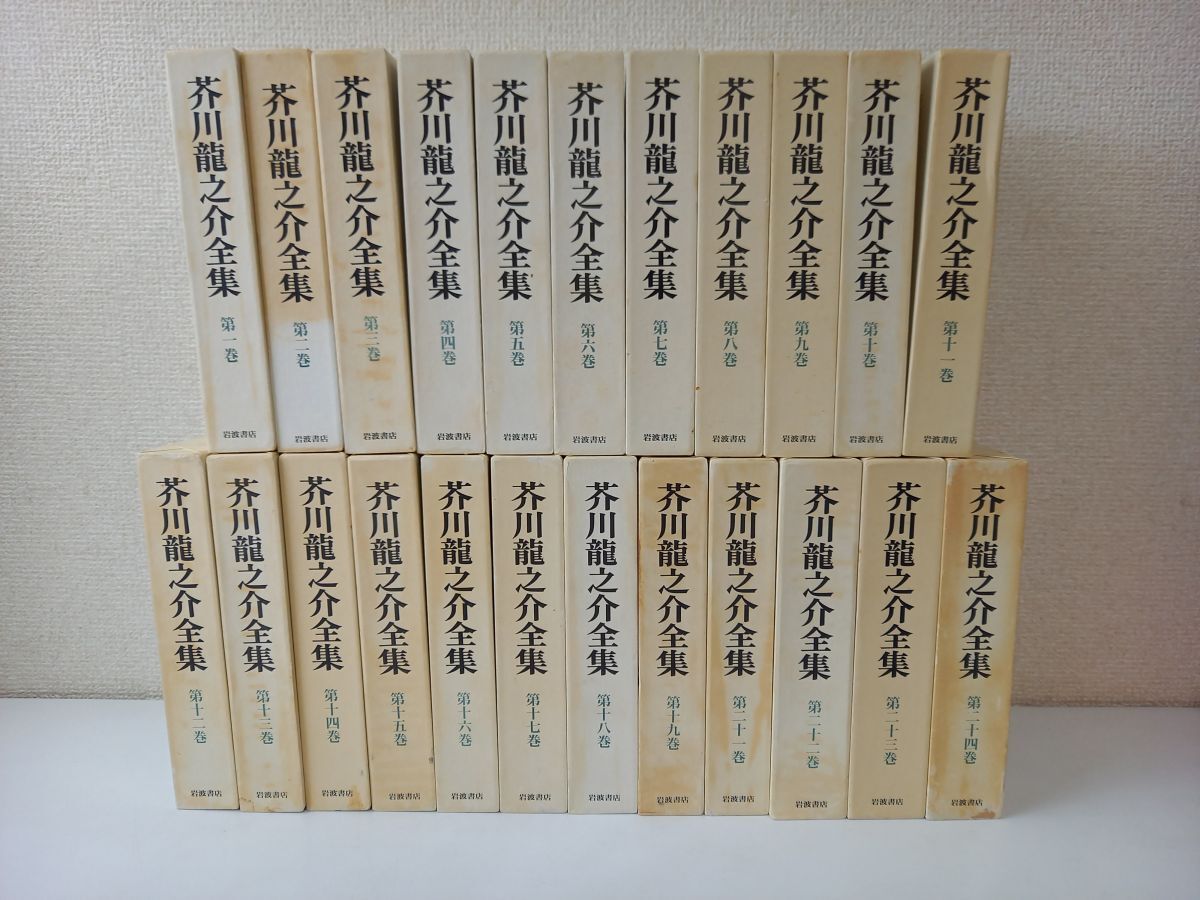 芥川龍之介全集
第一巻
岩波書店
芥川龍之介全集
第二巻
岩波書店
芥川龍之介全集
第三巻
岩波書店
芥川龍之介全集
第四巻
岩波書店
芥川龍之介全集
第五巻
岩波書店
芥川龍之介全集
第六巻
岩波書店
芥川龍之介全集
第七巻
岩波書店
芥川龍之介全集
第八巻
岩波書店
芥川龍之介全集
第九巻
岩波書店
芥川龍之介全集
第十巻
岩波書店
芥川龍之介全集
第十一巻
岩波書店
芥川龍之介全集
第十二巻
岩波書店
芥川龍之介全集
第十三巻
岩波書店
芥川龍之介全集
第十四巻
岩波書店
芥川龍之介全集
第十五巻
岩波書店
芥川龍之介全集
第十六巻
岩波書店
芥川龍之介全集
第十七巻
岩波書店
芥川龍之介全集
第十八巻
岩波書店
芥川龍之介全集
第十九巻
岩波書店
芥川龍之介全集
第二十一巻
岩波書店
芥川龍之介全集
第二十二巻
岩波書店
芥川龍之介全集
第二十三巻
岩波書店
芥川龍之介全集
第二十四巻
岩波書店